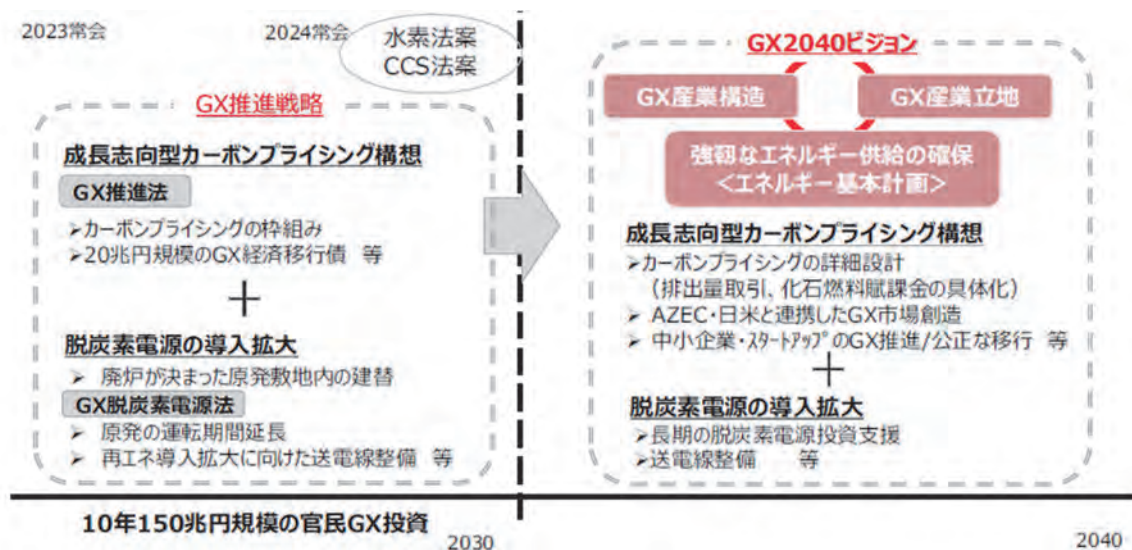 2023常会
2024常会
水素法案
CCS法案
GX推進戦略
成長志向型カーボンプライシング構想
GX推進法
➢カーボンプライシングの枠組み
➢20兆円規模のGX経済移行債 等
＋
脱炭素電源の導入拡大
➢ 廃炉が決まった原発敷地内の建替
GX脱炭素電源法
➢ 原発の運転期間延長
➢ 再エネ導入拡大に向けた送電線整備 等
GX2040ビジョン
GX産業構造
GX産業立地
強靭なエネルギー供給の確保
<エネルギー基本計画>
成長志向型カーボンプライシング構想
➢カーボンプライシングの詳細設計
（排出量取引、化石燃料賦課金の具体化）
➢ AZEC・日米と連携したGX市場創造
➢ 中小企業・ｽﾀｰﾄｱｯﾌﾟのGX推進/公正な移行 等
＋
脱炭素電源の導入拡大
➢長期の脱炭素電源投資支援
➢送電線整備 等
10年150兆円規模の官民GX投資
2030
2040